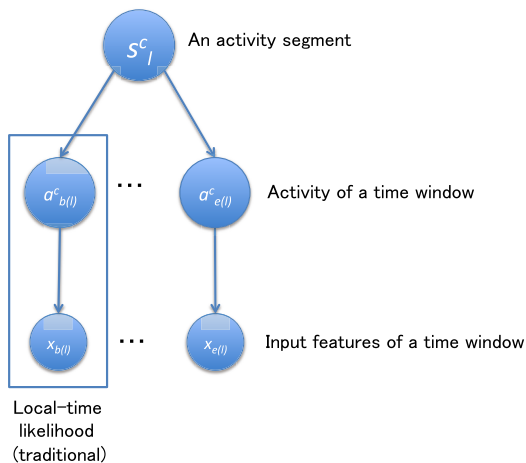 s^c_l
An activity segment
a^c_b(l)
...
a^c_e(l)
Activity of a time window
x_b(l)
...
x_e(l)
Input features of a time window
Local-time
likelihood
(traditional)